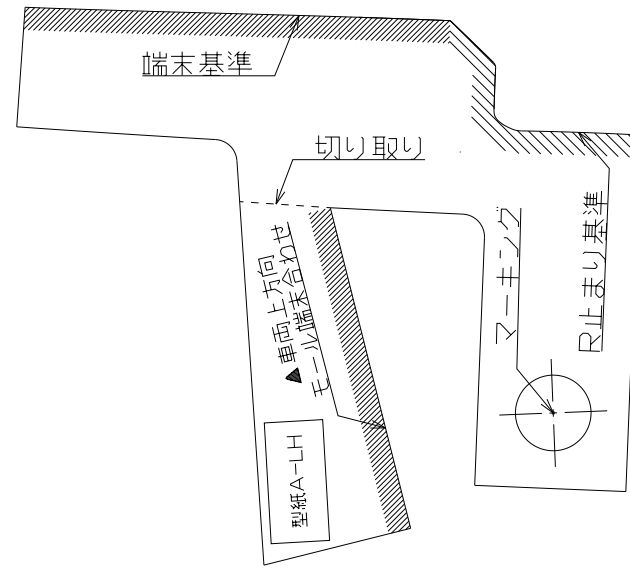 端末基準
切り取り
▲ 車両上方向
モール端末合わせ
マーキング
R止まり基準
型紙A-LH